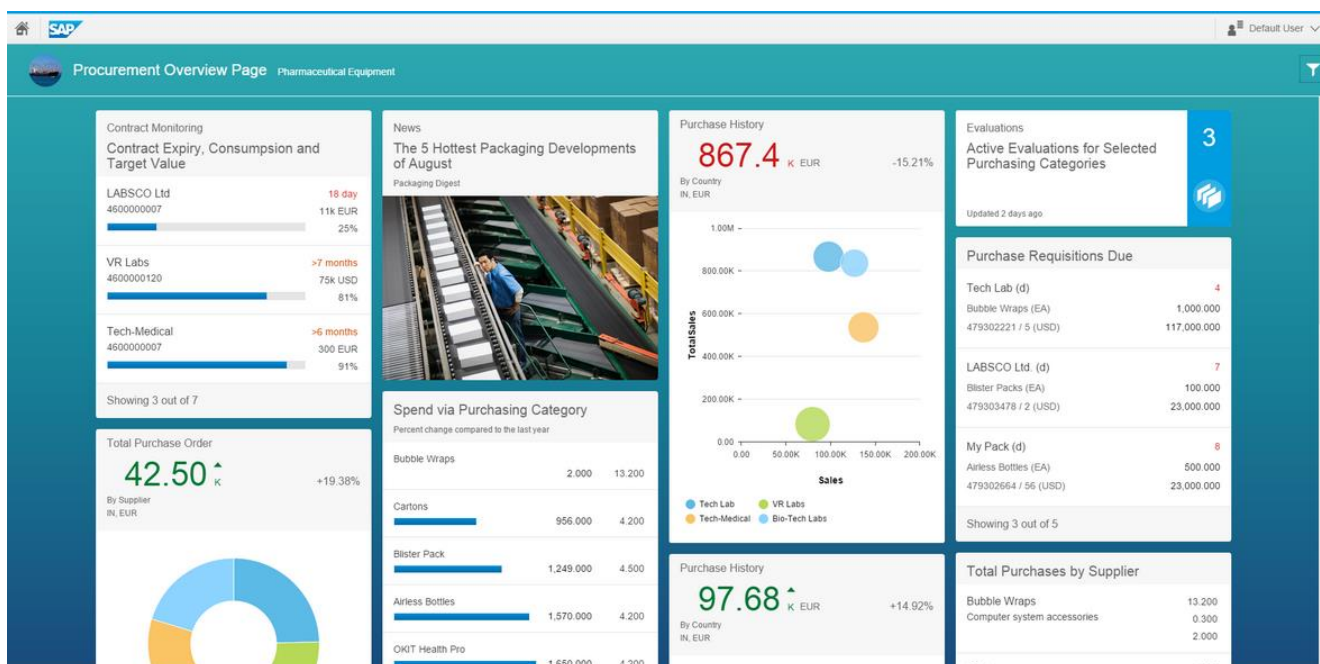 SAP
Default User
Procurement Overview Page Pharmaceutical Equipment
Contract Monitoring
Contract Expiry, Consumpsion and
Target Value
LABSCO Ltd 18 day
4600000007 11k EUR
25%
VR Labs >7 months
4600000120 75k USD
81%
Tech-Medical >6 months
4600000007 300 EUR
91%
Showing 3 out of 7
Total Purchase Order
42.50 K +19.38%
By Supplier
IN, EUR
News
The 5 Hottest Packaging Developments
of August
Packaging Digest
Spend via Purchasing Category
Percent change compared to the last year
Bubble Wraps
2.000 13.200
Cartons
956.000 4.200
Blister Pack
1,249.000 4.500
Airless Bottles
1,570.000 4.200
OKIT Health Pro
1,650.000 4.200
Purchase History
867.4 K EUR -15.21%
By Country
IN, EUR
1.00M
800.00K
600.00K
400.00K
200.00K
0.00
TotalSales
0.00 50.00K 100.00K 150.00K 200.00K
Sales
Tech Lab VR Labs
Tech-Medical Bio-Tech Labs
Purchase History
97.68 K EUR +14.92%
By Country
IN, EUR
Evaluations
Active Evaluations for Selected
Purchasing Categories
3
Updated 2 days ago
Purchase Requisitions Due
Tech Lab (d) 4
Bubble Wraps (EA) 1,000.000
479302221 / 5 (USD) 117,000.000
LABSCO Ltd. (d) 7
Blister Packs (EA) 100.000
479303478 / 2 (USD) 23,000.000
My Pack (d) 8
Airless Bottles (EA) 500.000
479302664 / 56 (USD) 23,000.000
Showing 3 out of 5
Total Purchases by Supplier
Bubble Wraps 13.200
Computer system accessories 0.300
2.000